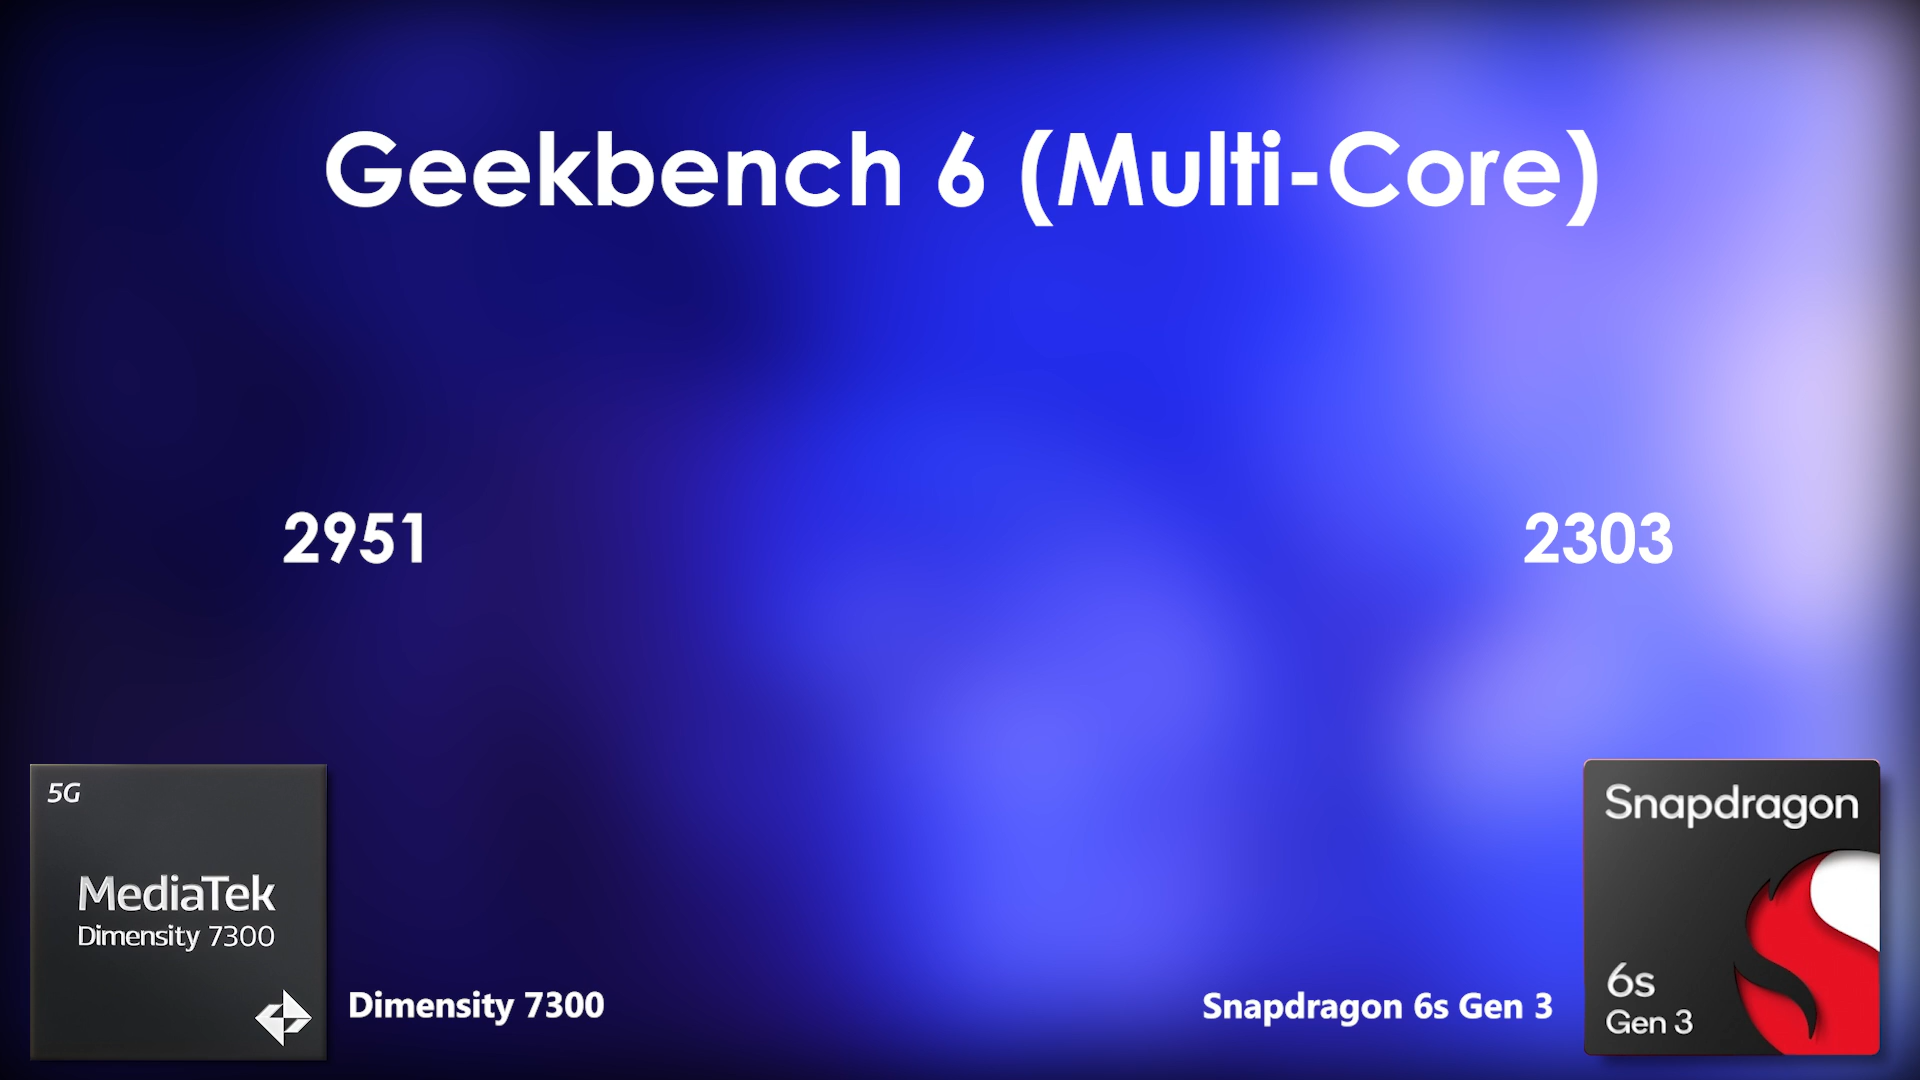 Geekbench 6 (Multi-Core)
2951
2303
5G
MediaTek
Dimensity 7300
Dimensity 7300
Snapdragon 6s Gen 3
Snapdragon
6s
Gen 3